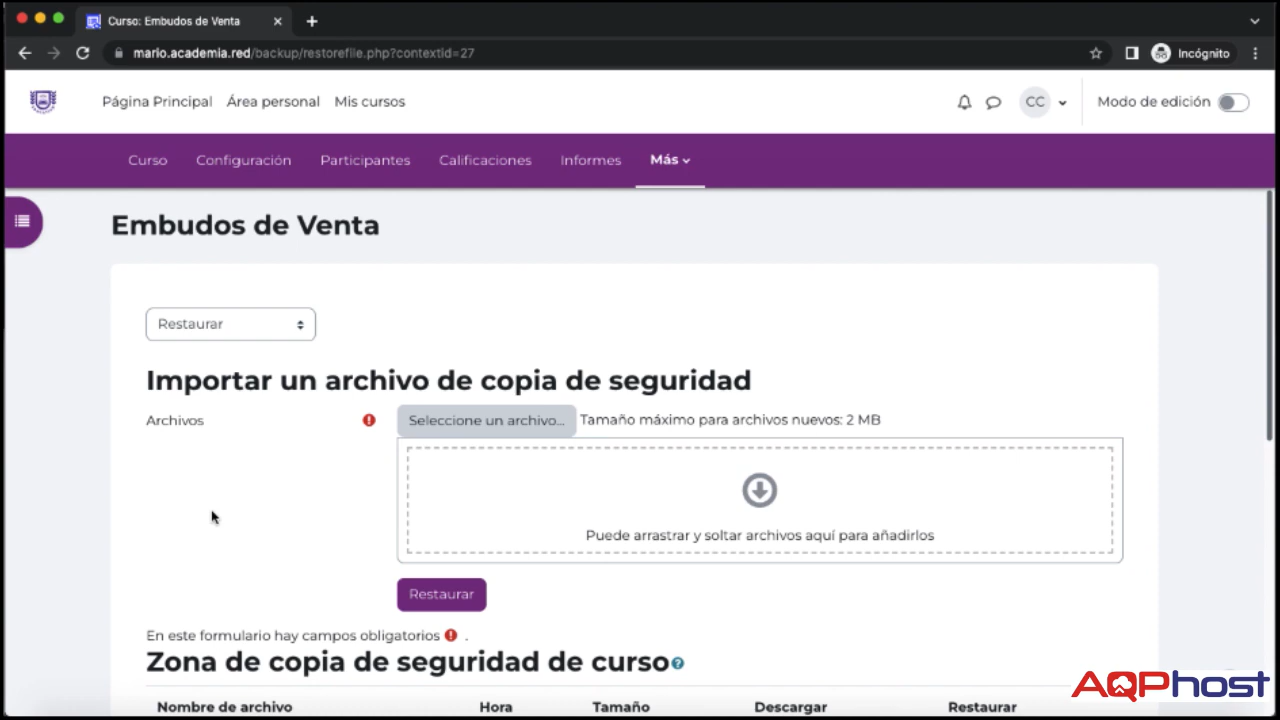 Curso: Embudos de Venta
mario.academia.red/backup/restorefile.php?contextid=27
Incógnito
Página Principal Área personal Mis cursos
CC
Modo de edición
Curso Configuración Participantes Calificaciones Informes Más
Embudos de Venta
Restaurar
Importar un archivo de copia de seguridad
Archivos
Seleccione un archivo... Tamaño máximo para archivos nuevos: 2 MB
Puede arrastrar y soltar archivos aquí para añadirlos
Restaurar
En este formulario hay campos obligatorios .
Zona de copia de seguridad de curso
AQPhost
Nombre de archivo Hora Tamaño Descargar Restaurar